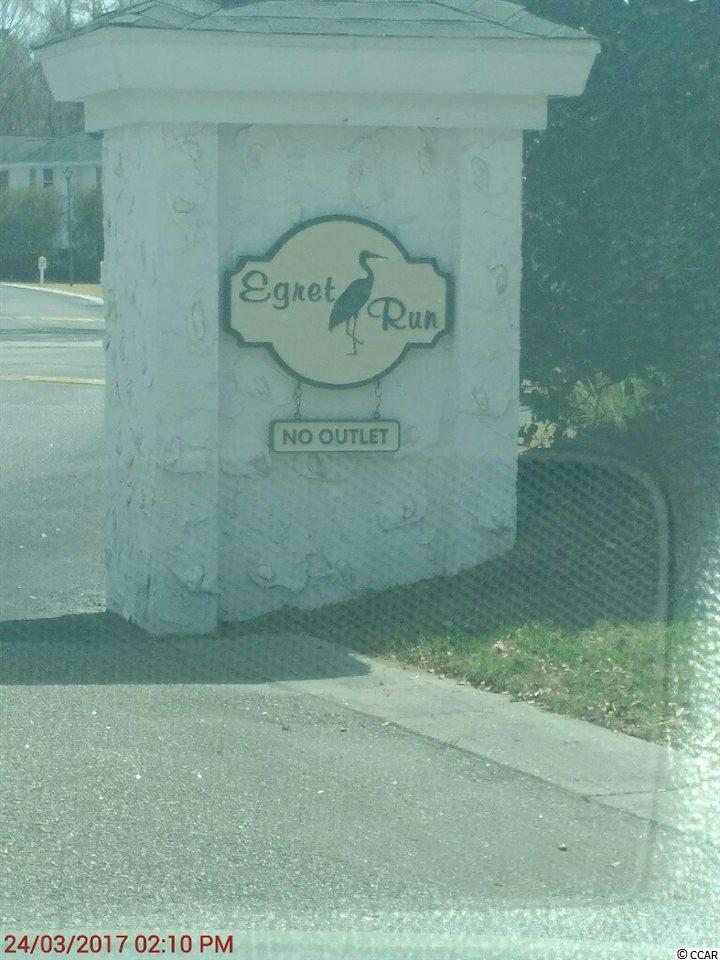 Egret
Run
NO OUTLET
24/03/2017 02:10 PM
© CCAR